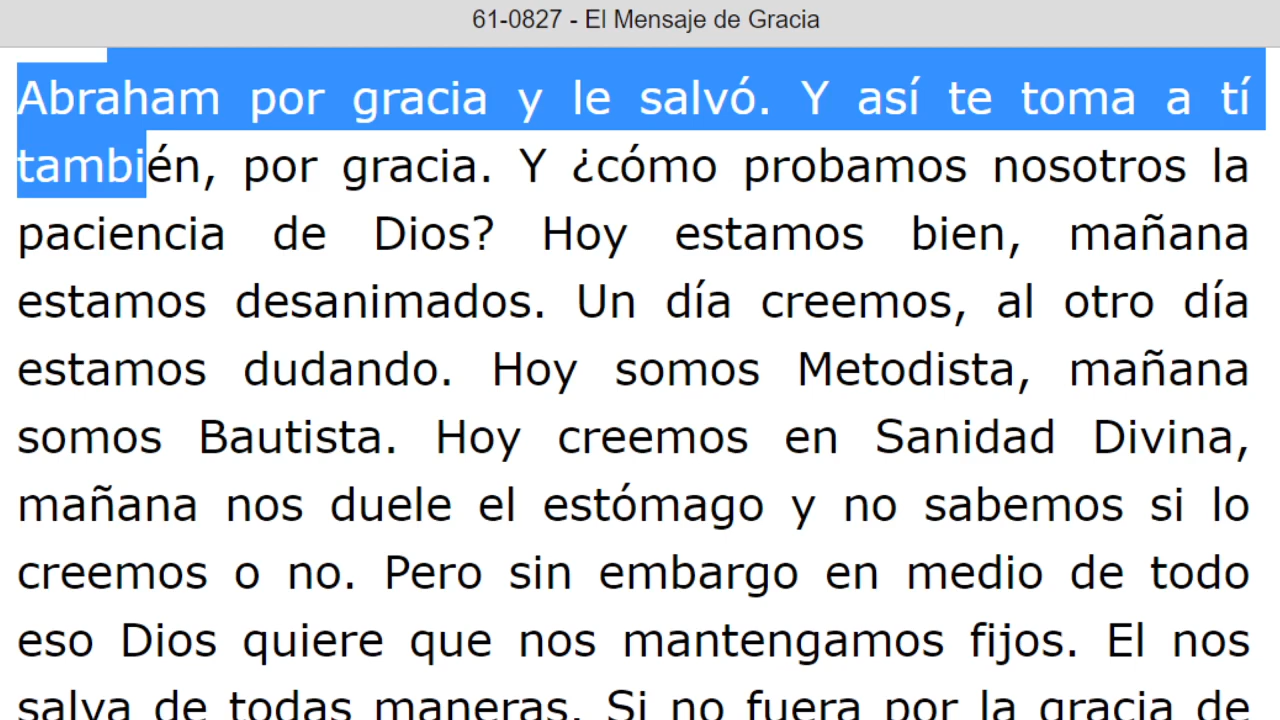 61-0827 - El Mensaje de Gracia
Abraham por gracia y le salvó. Y así te toma a tí
también, por gracia. Y ¿cómo probamos nosotros la
paciencia de Dios? Hoy estamos bien, mañana
estamos desanimados. Un día creemos, al otro día
estamos dudando. Hoy somos Metodista, mañana
somos Bautista. Hoy creemos en Sanidad Divina,
mañana nos duele el estómago y no sabemos si lo
creemos o no. Pero sin embargo en medio de todo
eso Dios quiere que nos mantengamos fijos. El nos
salva de todas maneras. Si no fuera por la gracia de